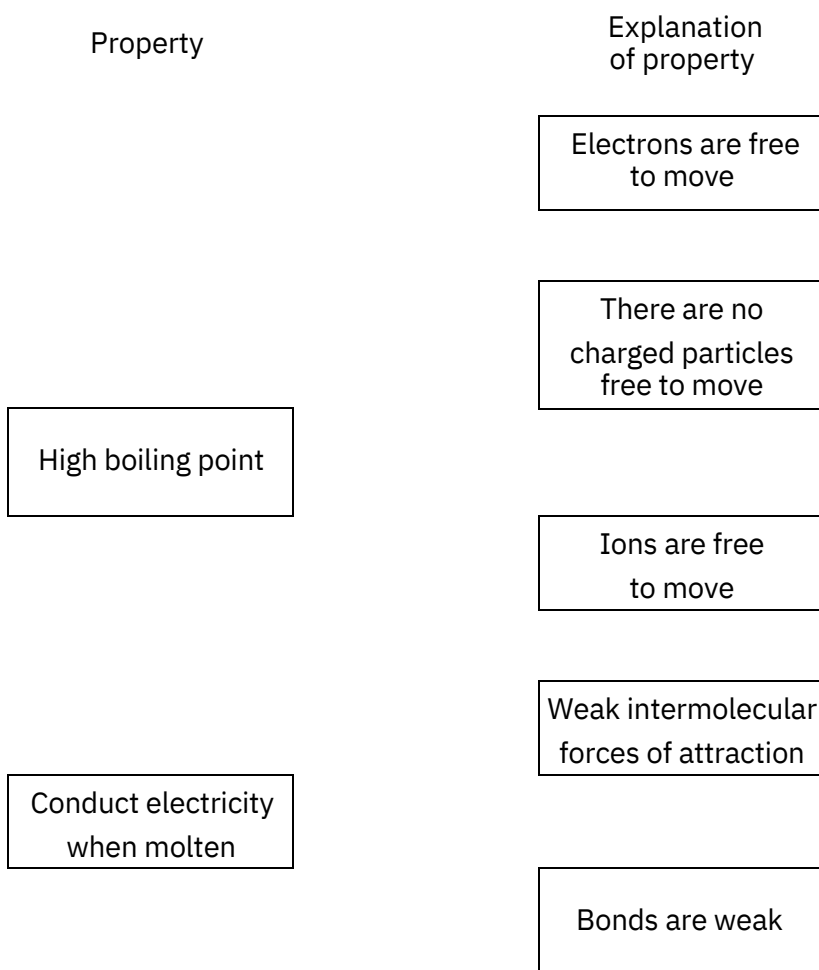 Property
Explanation
of property
Electrons are free
to move
There are no
charged particles
free to move
High boiling point
Ions are free
to move
Weak intermolecular
forces of attraction
Conduct electricity
when molten
Bonds are weak